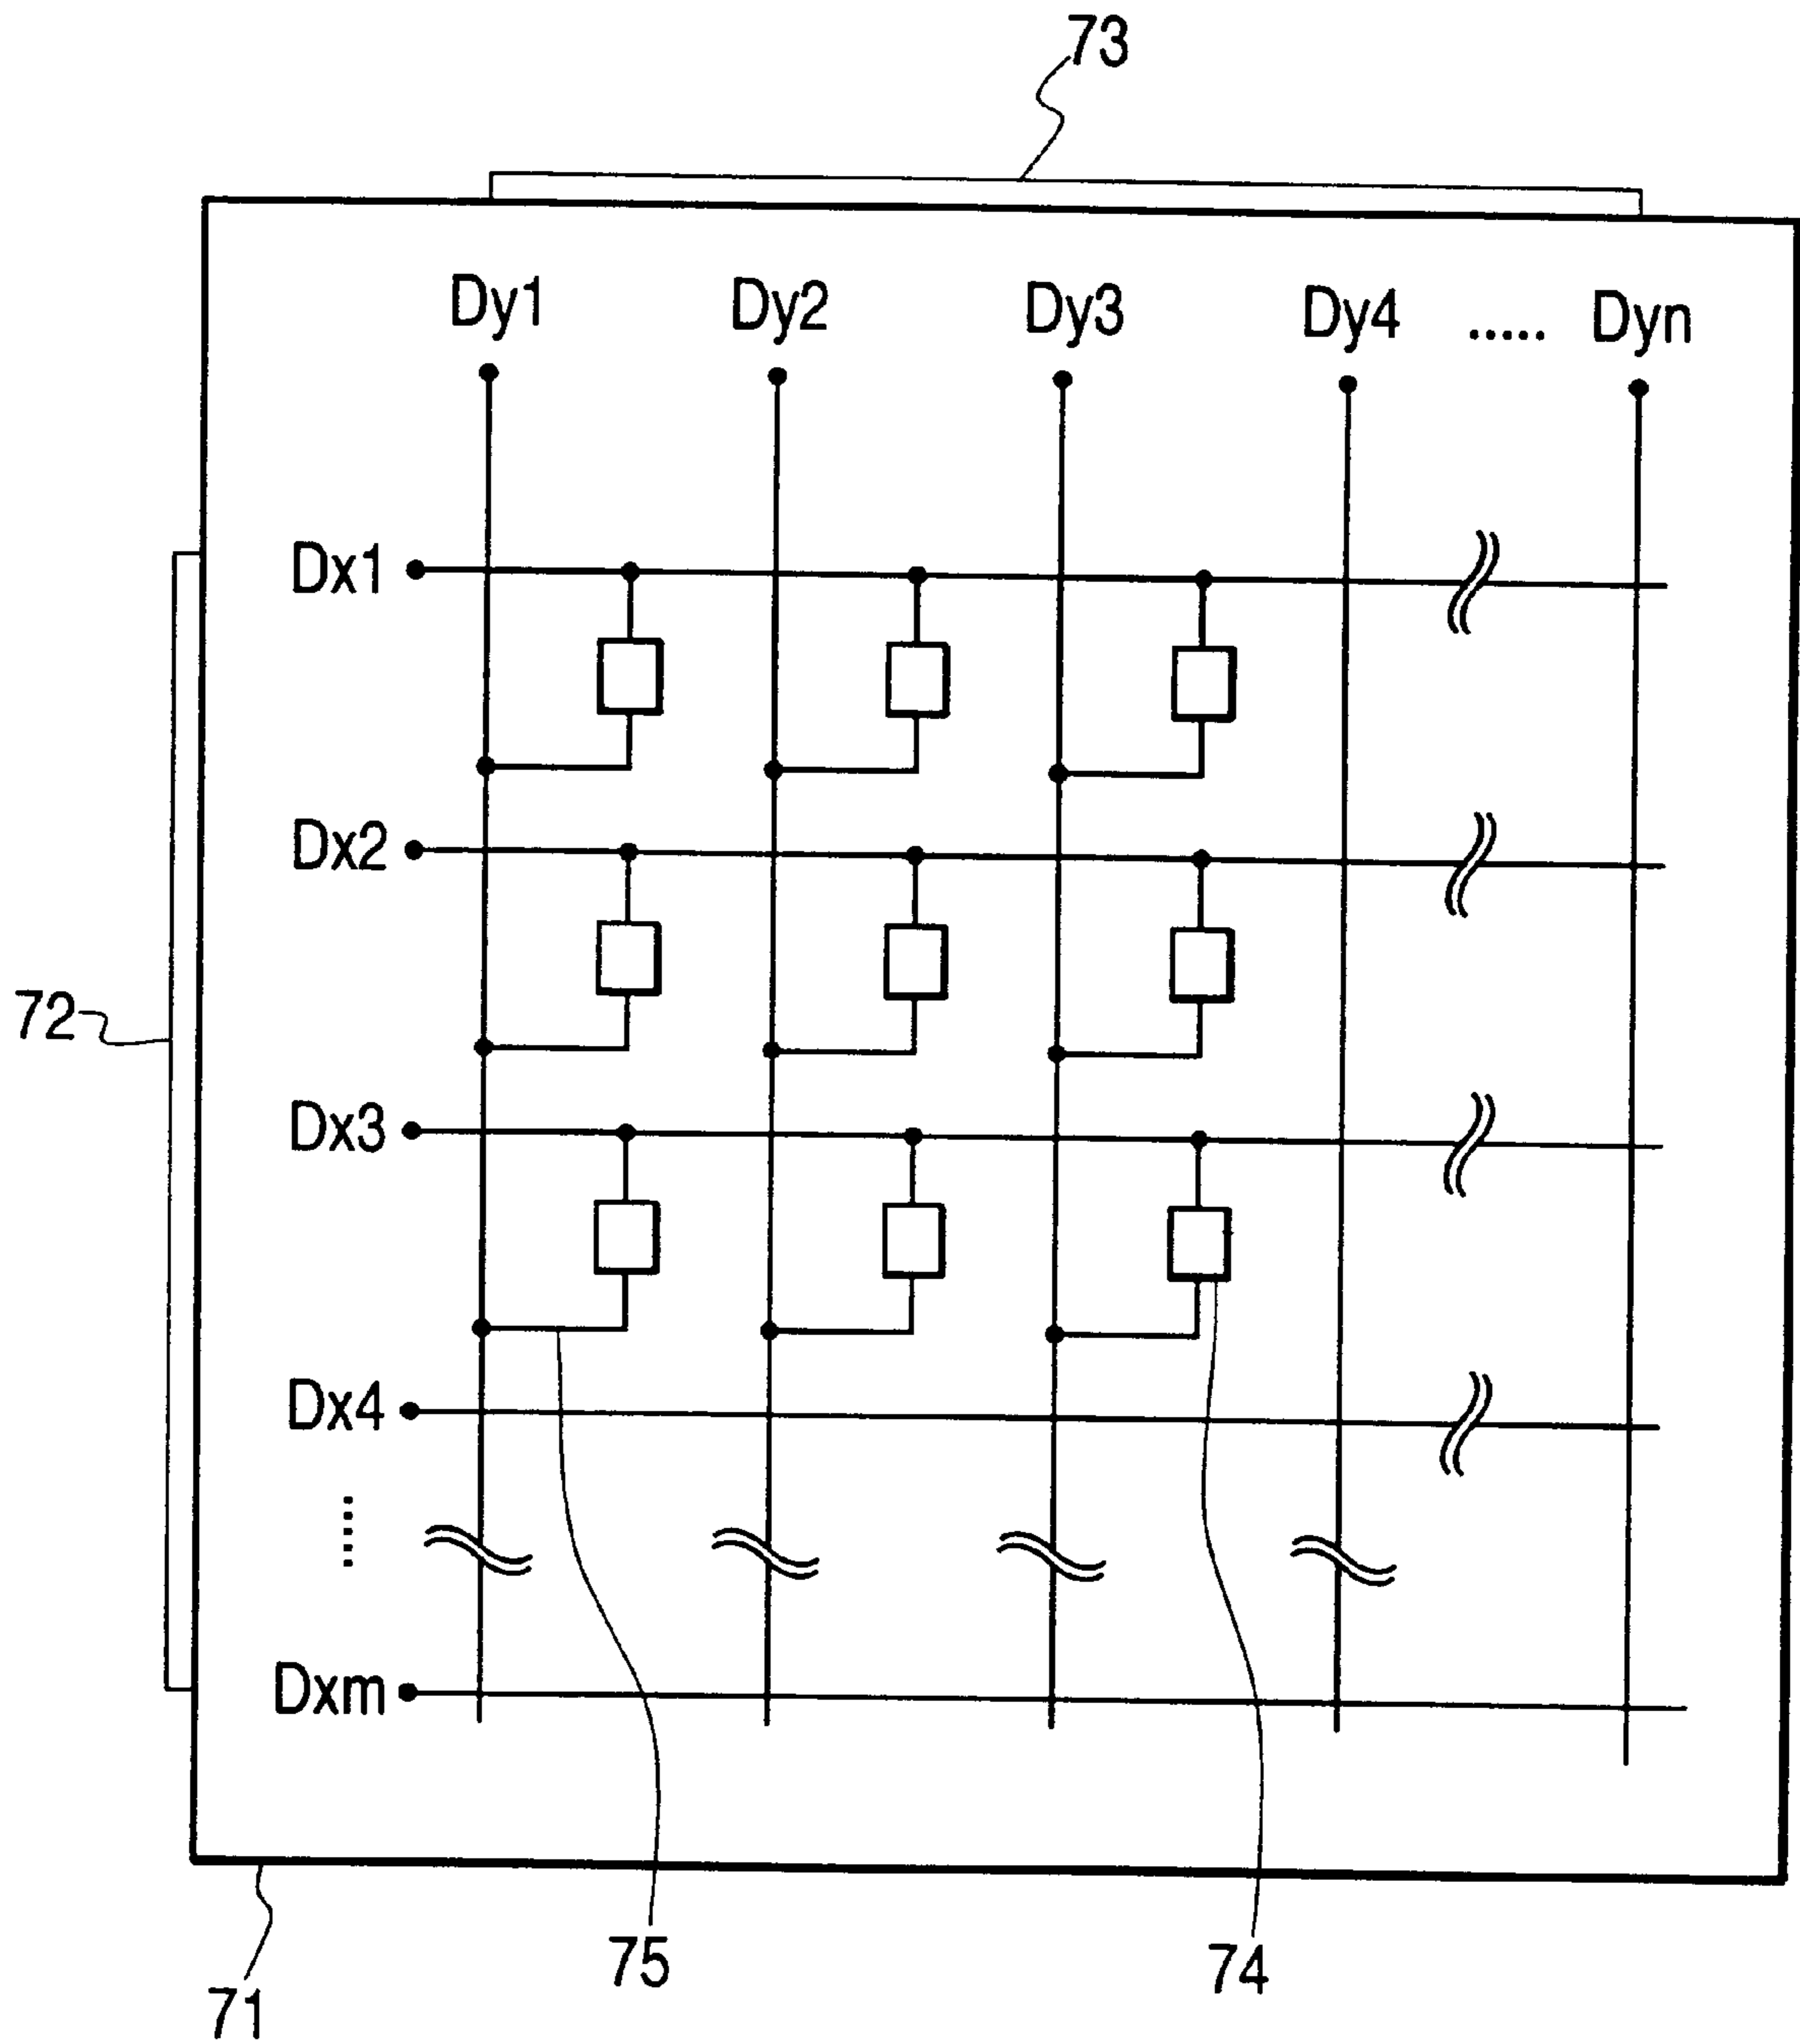 73
Dy1 Dy2 Dy3 Dy4 ..... Dyn
Dx1
Dx2
72
Dx3
Dx4
.....
Dxm
75
74
71